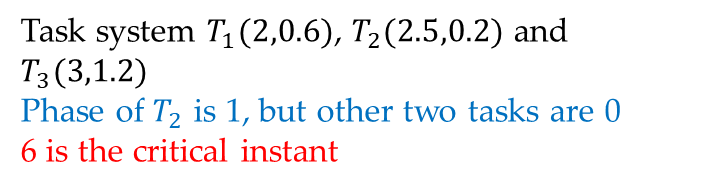 Task system 𝑇₁(2,0.6), 𝑇₂(2.5,0.2) and
𝑇₃(3,1.2)
Phase of 𝑇₂ is 1, but other two tasks are 0
6 is the critical instant